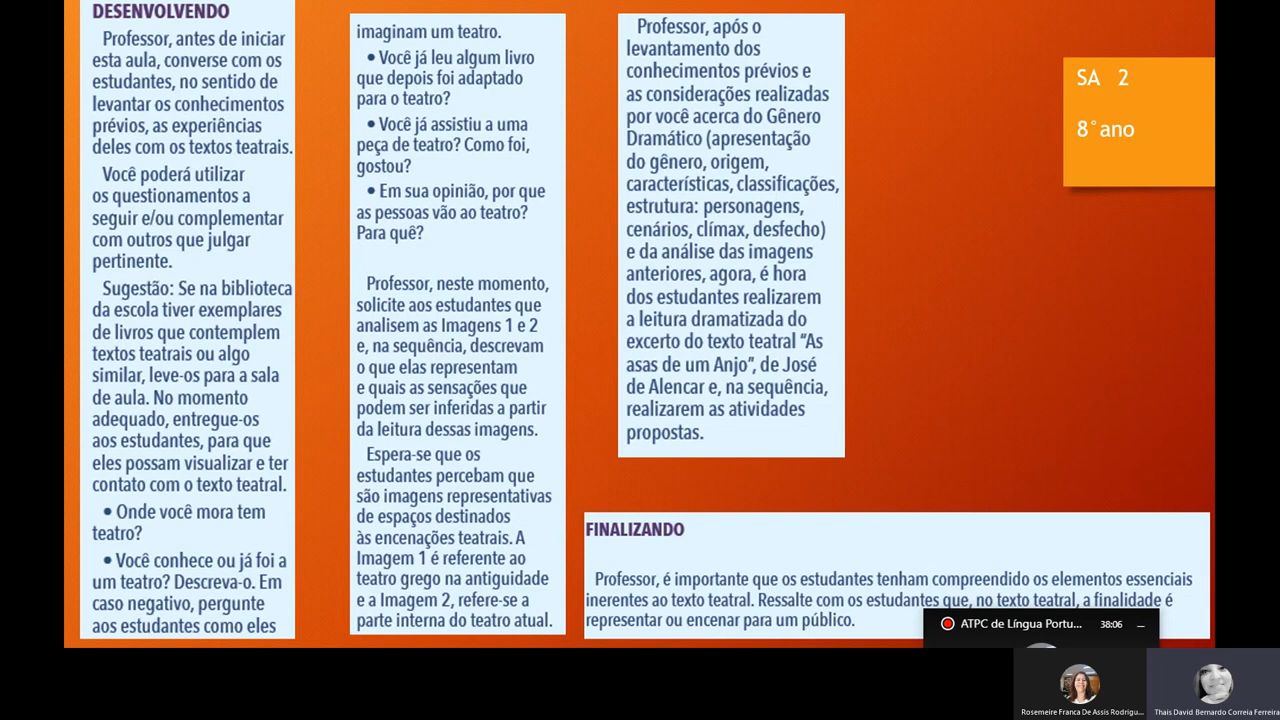 DESENVOLVENDO
Professor, antes de iniciar
esta aula, converse com os
estudantes, no sentido de
levantar os conhecimentos
prévios, as experiências
deles com os textos teatrais.
Você poderá utilizar
os questionamentos a
seguir e/ou complementar
com outros que julgar
pertinente.
Sugestão: Se na biblioteca
da escola tiver exemplares
de livros que contemplem
textos teatrais ou algo
similar, leve-os para a sala
de aula. No momento
adequado, entregue-os
aos estudantes, para que
eles possam visualizar e ter
contato com o texto teatral.
• Onde você mora tem
teatro?
• Você conhece ou já foi a
um teatro? Descreva-o. Em
caso negativo, pergunte
aos estudantes como eles
imaginam um teatro.
• Você já leu algum livro
que depois foi adaptado
para o teatro?
• Você já assistiu a uma
peça de teatro? Como foi,
gostou?
• Em sua opinião, por que
as pessoas vão ao teatro?
Para quê?
Professor, neste momento,
solicite aos estudantes que
analisem as Imagens 1 e 2
e, na sequência, descrevam
o que elas representam
e quais as sensações que
podem ser inferidas a partir
da leitura dessas imagens.
Espera-se que os
estudantes percebam que
são imagens representativas
de espaços destinados
às encenações teatrais. A
Imagem 1 é referente ao
teatro grego na antiguidade
e a Imagem 2, refere-se a
parte interna do teatro atual.
Professor, após o
levantamento dos
conhecimentos prévios e
as considerações realizadas
por você acerca do Gênero
Dramático (apresentação
do gênero, origem,
características, classificações,
estrutura: personagens,
cenários, clímax, desfecho)
e da análise das imagens
anteriores, agora, é hora
dos estudantes realizarem
a leitura dramatizada do
excerto do texto teatral “As
asas de um Anjo”, de José
de Alencar e, na sequência,
realizarem as atividades
propostas.
SA 2
8°ano
FINALIZANDO
Professor, é importante que os estudantes tenham compreendido os elementos essenciais
inerentes ao texto teatral. Ressalte com os estudantes que, no texto teatral, a finalidade é
representar ou encenar para um público.
ATPC de Língua Portu... 38:06
Rosemeire Franca De Assis Rodrigu...
Thais David Bernardo Correia Ferreira